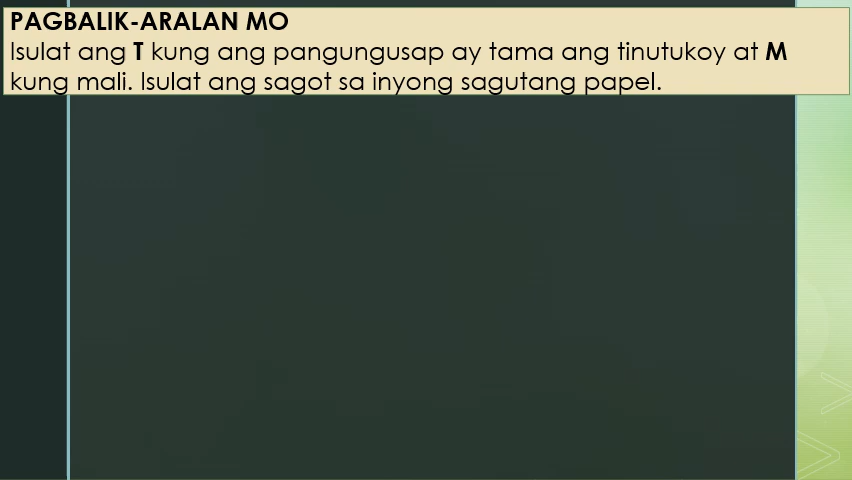 PAGBALIK-ARALAN MO
Isulat ang T kung ang pangungusap ay tama ang tinutukoy at M
kung mali. Isulat ang sagot sa inyong sagutang papel.